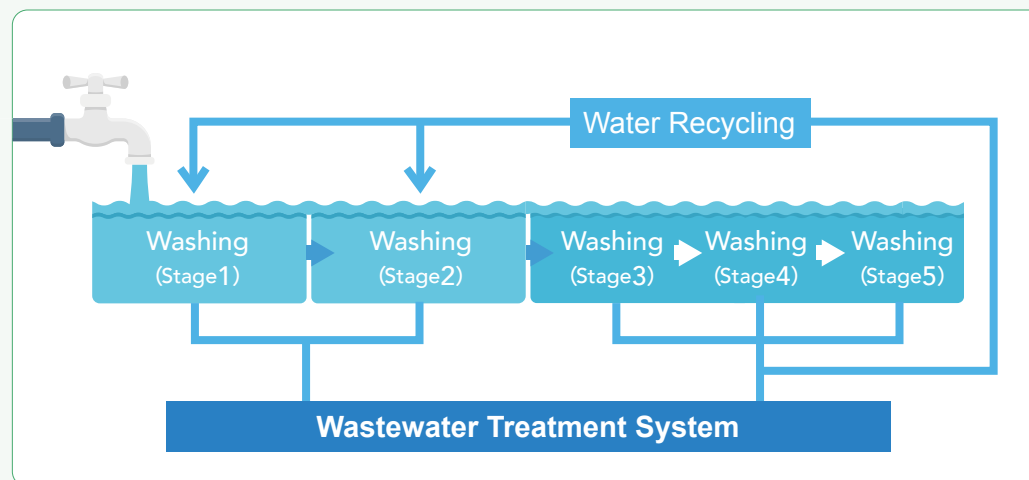 Water Recycling
Washing
(Stage1)
Washing
(Stage2)
Washing
(Stage3)
Washing
(Stage4)
Washing
(Stage5)
Wastewater Treatment System